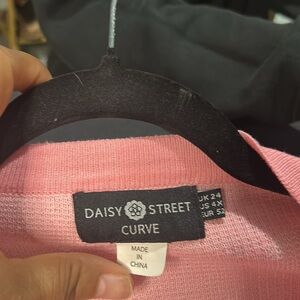 DAISY STREET
CURVE
UK 24
US 4X
EUR 52
MADE
IN
CHINA